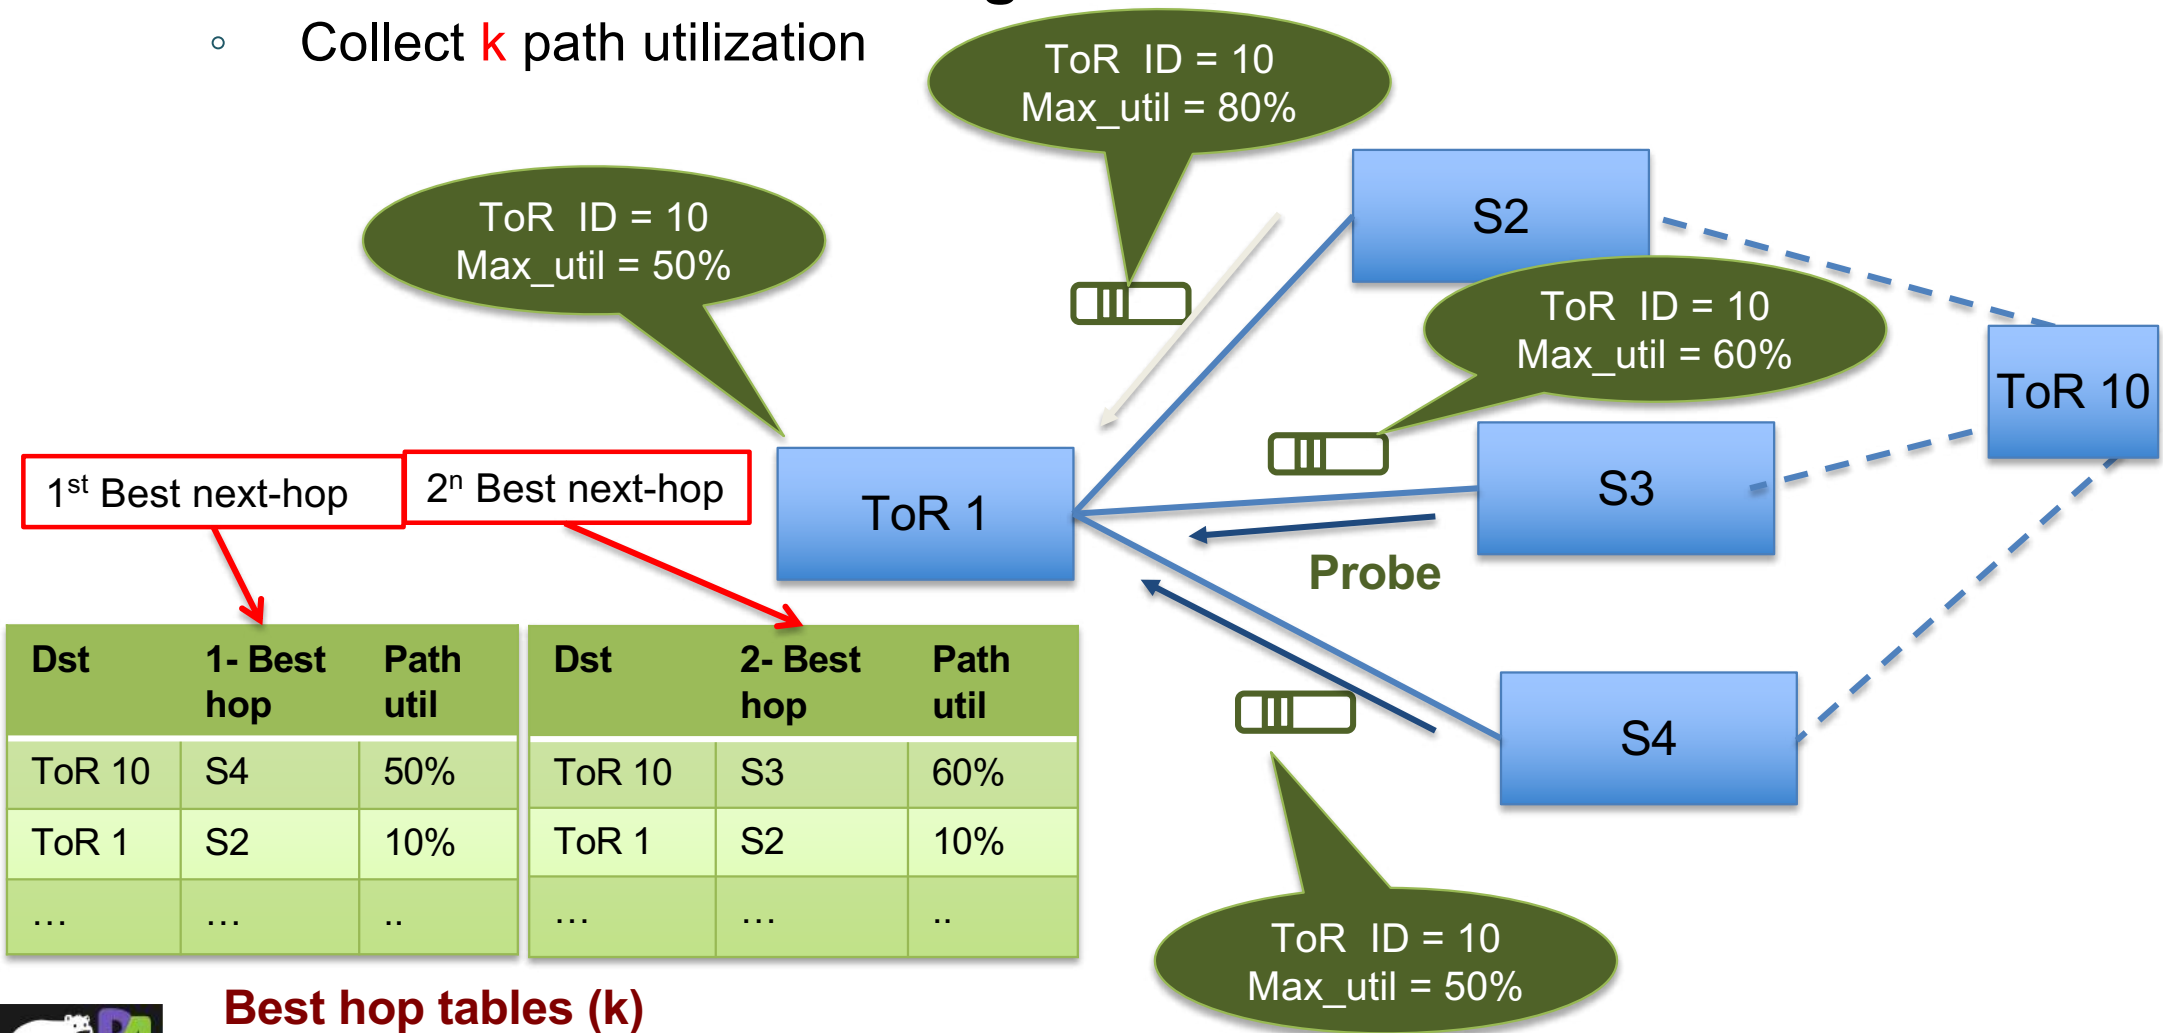 Collect k path utilization
ToR ID = 10
Max_util = 80%
ToR ID = 10
Max_util = 50%
S2
ToR ID = 10
Max_util = 60%
ToR 10
1st Best next-hop
2n Best next-hop
ToR 1
S3
Probe
Dst 1- Best hop Path util
ToR 10 S4 50%
ToR 1 S2 10%
… … ..
Dst 2- Best hop Path util
ToR 10 S3 60%
ToR 1 S2 10%
… … ..
S4
ToR ID = 10
Max_util = 50%
Best hop tables (k)